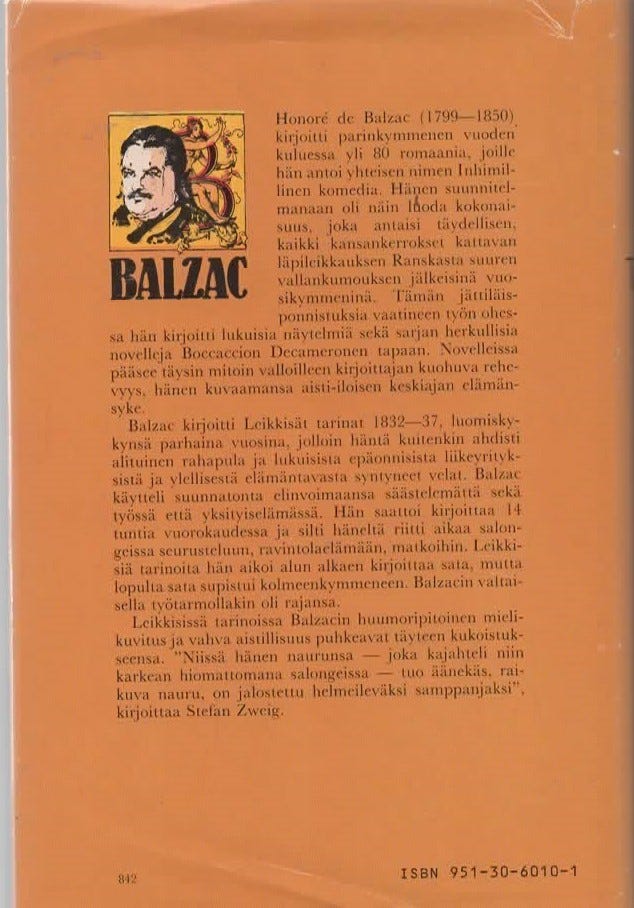 BALZAC
Honoré de Balzac (1799—1850)
kirjoitti parinkymmenen vuoden
kuluessa yli 80 romaania, joille
hän antoi yhteisen nimen Inhimil-
linen komedia. Hänen suunnitel-
manaan oli näin luoda kokonai-
suus, joka antaisi täydellisen,
kaikki kansankerrokset kattavan
läpileikkauksen Ranskasta suuren
vallankumouksen jälkeisinä vuo-
sikymmeninä. Tämän jättiläis-
ponnistuksia vaatineen työn ohes-
sa hän kirjoitti lukuisia näytelmiä sekä sarjan herkullisia
novelleja Boccaccion Decameronen tapaan. Novelleissa
pääsee täysin mitoin valloilleen kirjoittajan kuohuva rehe-
vyys, hänen kuvaamansa aisti-iloisen keskiajan elämän-
syke.
Balzac kirjoitti Leikkisät tarinat 1832—37, luomisky-
kynsä parhaina vuosina, jolloin häntä kuitenkin ahdisti
alituinen rahapula ja lukuisista epäonnisista liikeyrityk-
sistä ja ylellisestä elämäntavasta syntyneet velat. Balzac
käytteli suunnatonta elinvoimaansa säästelemättä sekä
työssä että yksityiselämässä. Hän saattoi kirjoittaa 14
tuntia vuorokaudessa ja silti häneltä riitti aikaa salon-
geissa seurusteluun, ravintolaelämään, matkoihin. Leikki-
siä tarinoita hän aikoi alun alkaen kirjoittaa sata, mutta
lopulta sata supistui kolmeenkymmeneen. Balzacin valtai-
sella työtarmollakin oli rajansa.
Leikkisissä tarinoissa Balzacin huumoripitoinen mieli-
kuvitus ja vahva aistillisuus puhkeavat täyteen kukoistuk-
seensa. ”Niissä hänen naurunsa — joka kajahteli niin
karkean hiomattomana salongeissa — tuo äänekäs, rai-
kuva nauru, on jalostettu helmeileväksi samppanjaksi”,
kirjoittaa Stefan Zweig.
842
ISBN 951-30-6010-1